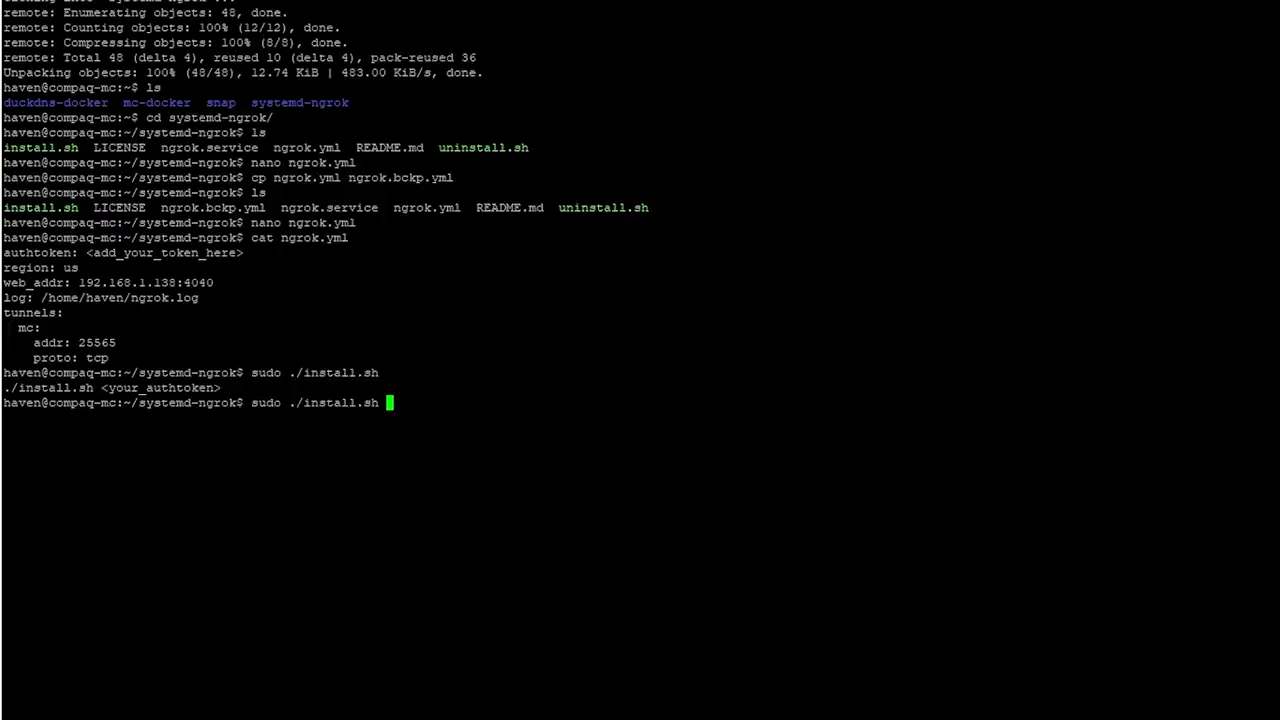 remote: Enumerating objects: 48, done.
remote: Counting objects: 100% (12/12), done.
remote: Compressing objects: 100% (8/8), done.
remote: Total 48 (delta 4), reused 10 (delta 4), pack-reused 36
Unpacking objects: 100% (48/48), 12.74 KiB | 483.00 KiB/s, done.
haven@compaq-mc:~$ ls
duckdns-docker  mc-docker  snap  systemd-ngrok
haven@compaq-mc:~$ cd systemd-ngrok/
haven@compaq-mc:~/systemd-ngrok$ ls
install.sh  LICENSE  ngrok.service  ngrok.yml  README.md  uninstall.sh
haven@compaq-mc:~/systemd-ngrok$ nano ngrok.yml
haven@compaq-mc:~/systemd-ngrok$ cp ngrok.yml ngrok.bckp.yml
haven@compaq-mc:~/systemd-ngrok$ ls
install.sh  LICENSE  ngrok.bckp.yml  ngrok.service  ngrok.yml  README.md  uninstall.sh
haven@compaq-mc:~/systemd-ngrok$ nano ngrok.yml
haven@compaq-mc:~/systemd-ngrok$ cat ngrok.yml
authtoken: <add_your_token_here>
region: us
web_addr: 192.168.1.138:4040
log: /home/haven/ngrok.log
tunnels:
  mc:
    addr: 25565
    proto: tcp
haven@compaq-mc:~/systemd-ngrok$ sudo ./install.sh
./install.sh <your_authtoken>
haven@compaq-mc:~/systemd-ngrok$ sudo ./install.sh